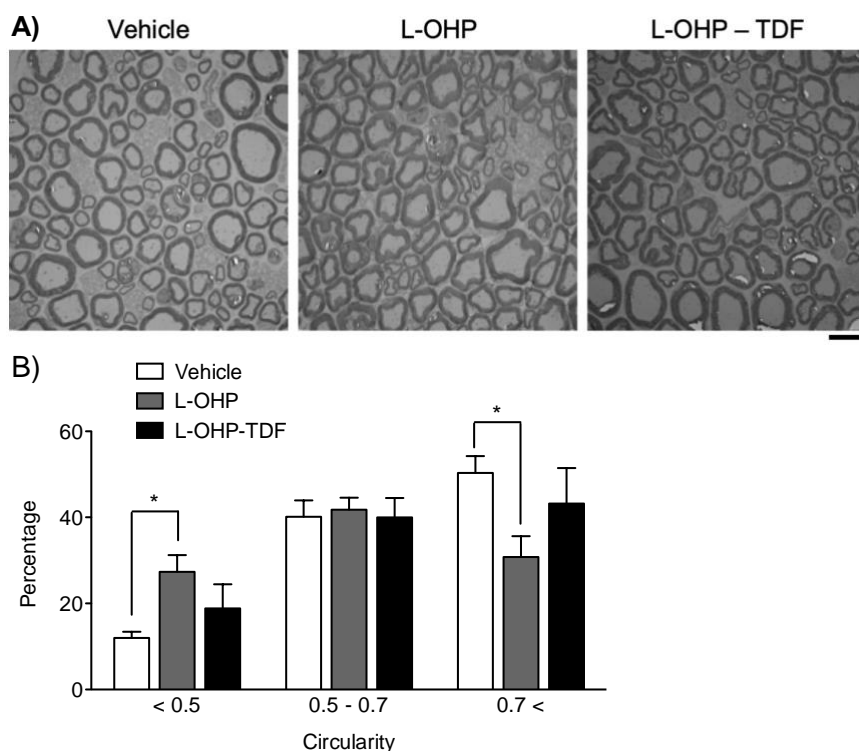 A)
Vehicle
L-OHP
L-OHP – TDF
B)
Vehicle
L-OHP
L-OHP-TDF
*
*
60
40
20
0
Percentage
< 0.5
0.5 - 0.7
0.7 <
Circularity